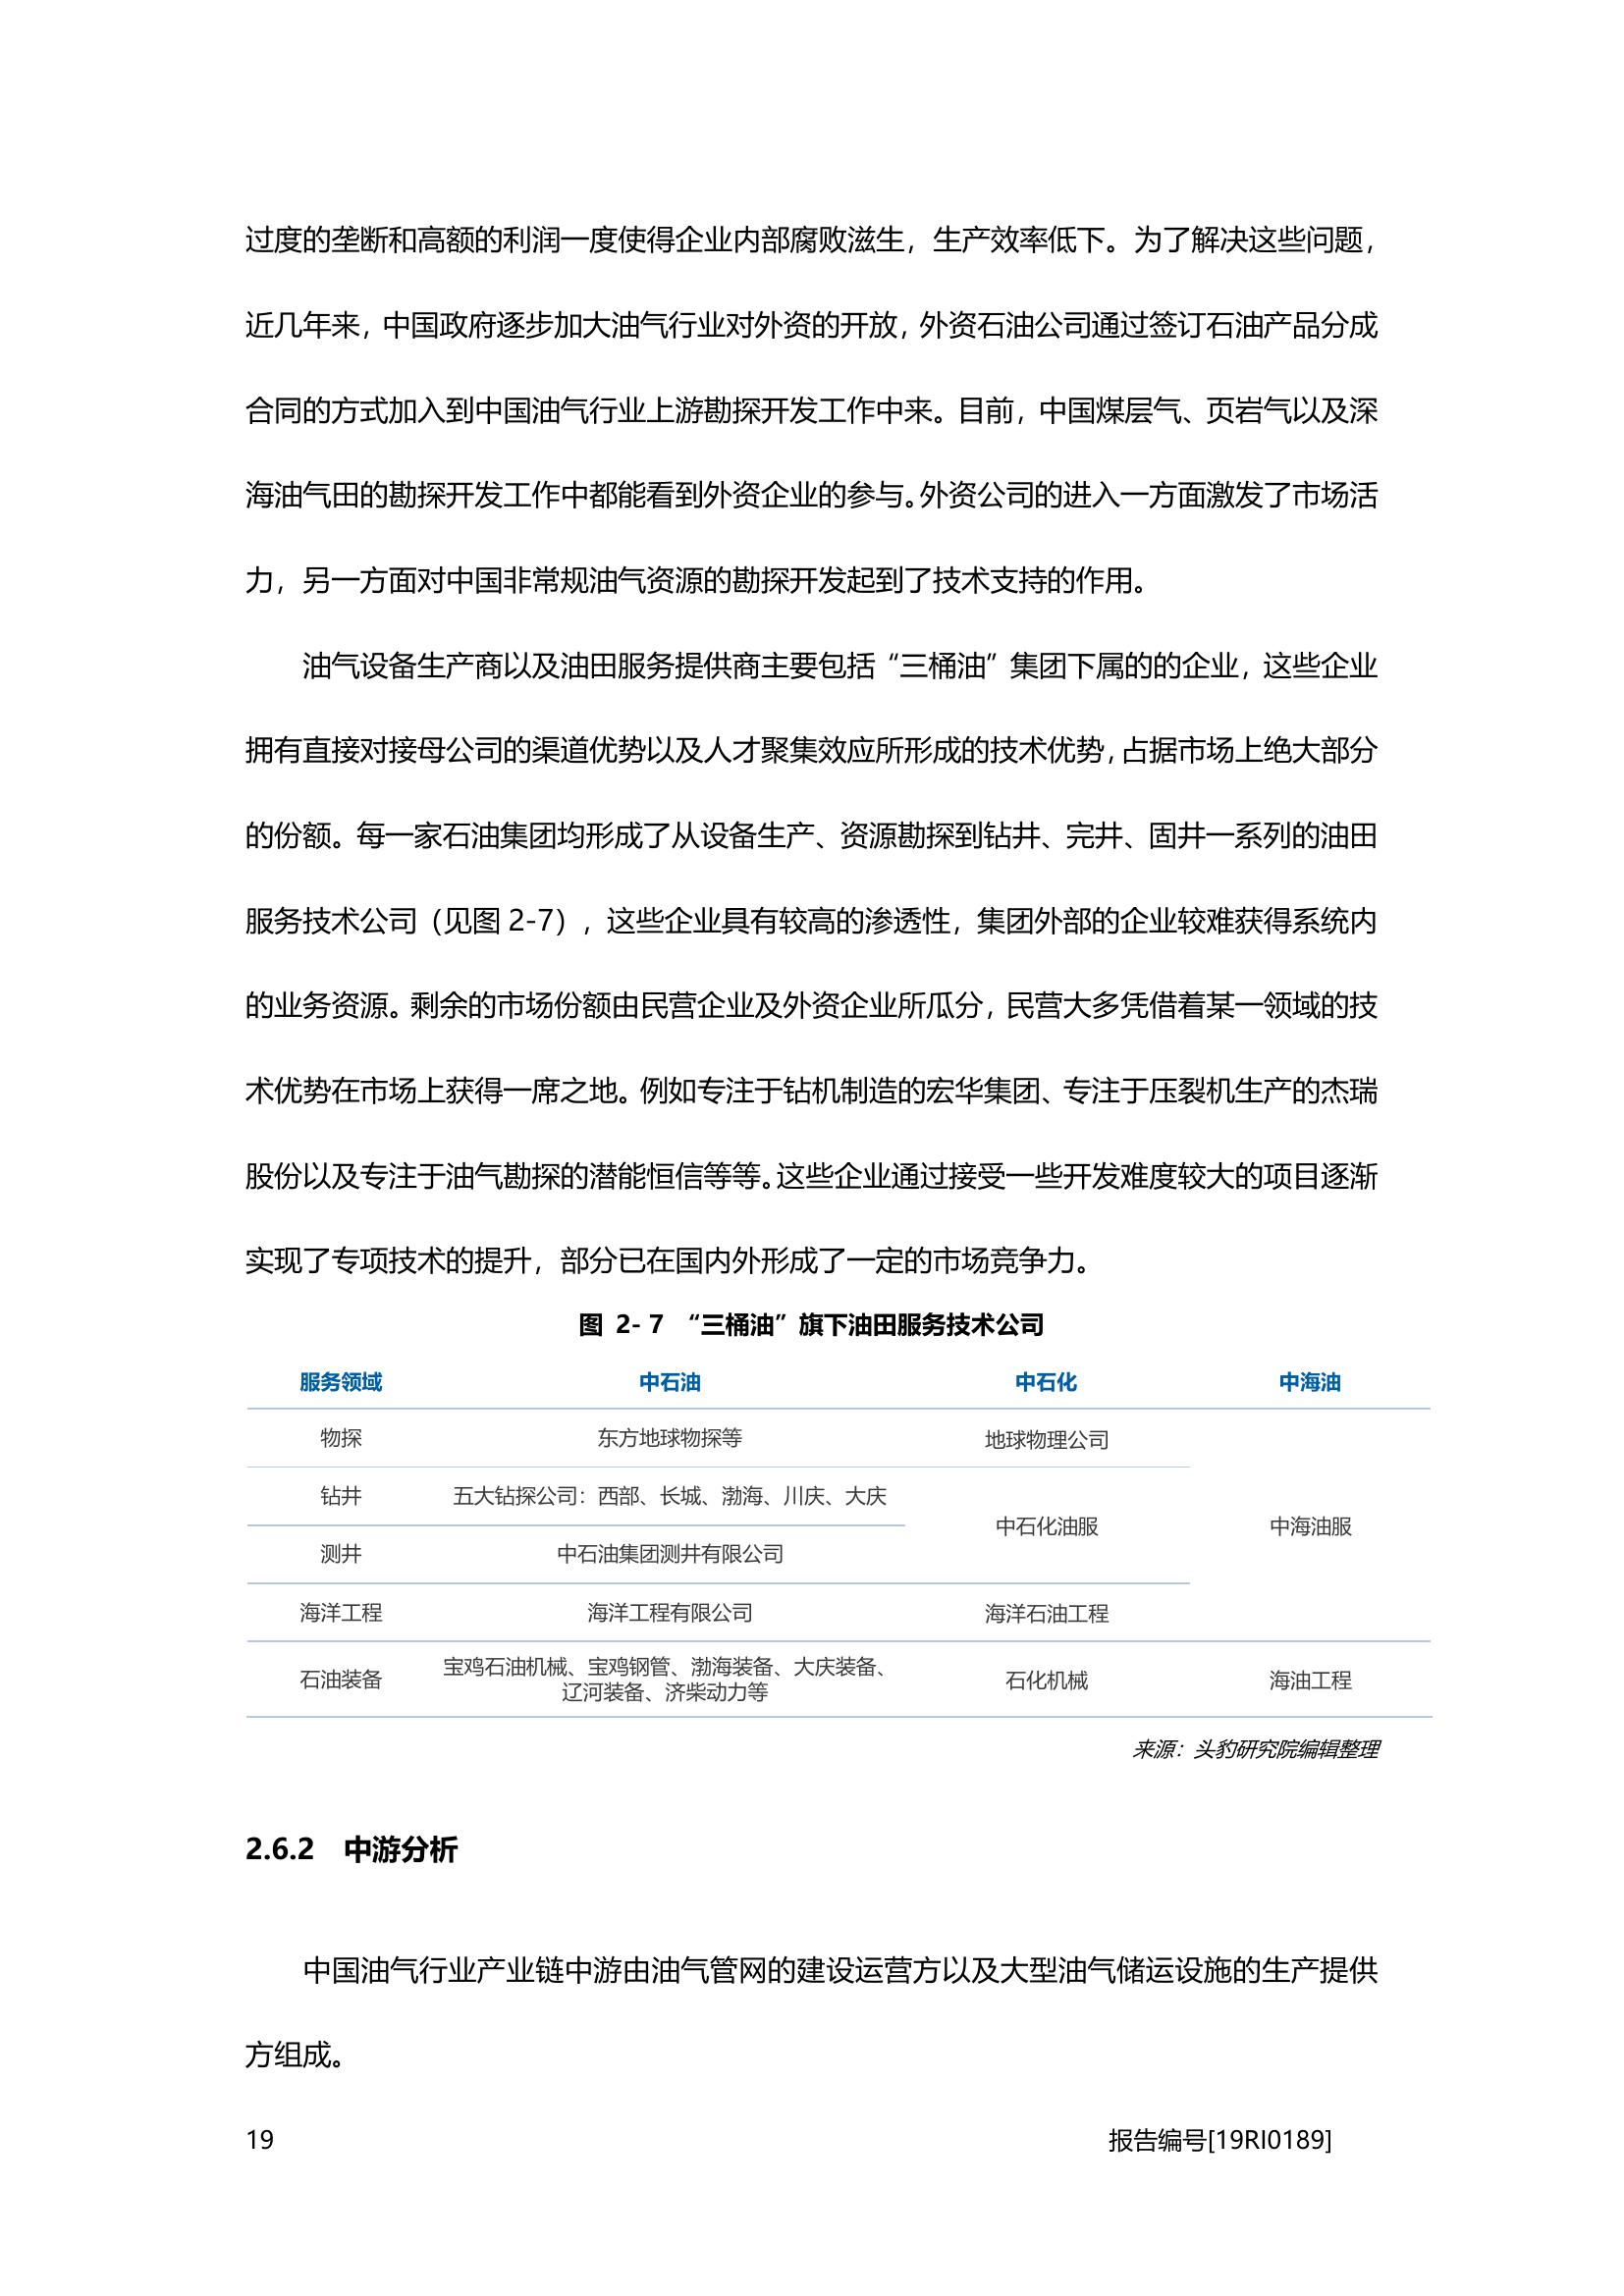 过度的垄断和高额的利润一度使得企业内部腐败滋生，生产效率低下。为了解决这些问题，
近几年来，中国政府逐步加大油气行业对外资的开放，外资石油公司通过签订石油产品分成
合同的方式加入到中国油气行业上游勘探开发工作中来。目前，中国煤层气、页岩气以及深
海油气田的勘探开发工作中都能看到外资企业的参与。外资公司的进入一方面激发了市场活
力，另一方面对中国非常规油气资源的勘探开发起到了技术支持的作用。
油气设备生产商以及油田服务提供商主要包括“三桶油”集团下属的的企业，这些企业
拥有直接对接母公司的渠道优势以及人才聚集效应所形成的技术优势，占据市场上绝大部分
的份额。每一家石油集团均形成了从设备生产、资源勘探到钻井、完井、固井一系列的油田
服务技术公司（见图 2-7），这些企业具有较高的渗透性，集团外部的企业较难获得系统内
的业务资源。剩余的市场份额由民营企业及外资企业所瓜分，民营大多凭借着某一领域的技
术优势在市场上获得一席之地。例如专注于钻机制造的宏华集团、专注于压裂机生产的杰瑞
股份以及专注于油气勘探的潜能恒信等等。这些企业通过接受一些开发难度较大的项目逐渐
实现了专项技术的提升，部分已在国内外形成了一定的市场竞争力。
图 2- 7 “三桶油”旗下油田服务技术公司
服务领域 中石油 中石化 中海油
物探 东方地球物探等 地球物理公司
钻井 五大钻探公司：西部、长城、渤海、川庆、大庆
中石化油服 中海油服
测井 中石油集团测井有限公司
海洋工程 海洋工程有限公司 海洋石油工程
石油装备 宝鸡石油机械、宝鸡钢管、渤海装备、大庆装备、
辽河装备、济柴动力等 石化机械 海油工程
来源：头豹研究院编辑整理
2.6.2 中游分析
中国油气行业产业链中游由油气管网的建设运营方以及大型油气储运设施的生产提供
方组成。
19 报告编号[19RI0189]